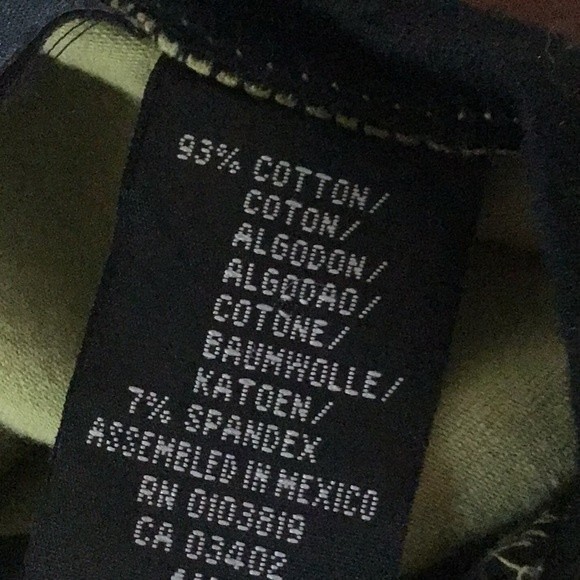 93% COTTON/
COTON/
ALGODON/
ALGODAO/
COTONE/
BAUMWOLLE/
KATOEN/
7% SPANDEX
ASSEMBLED IN MEXICO
RN 0103819
CA 03402